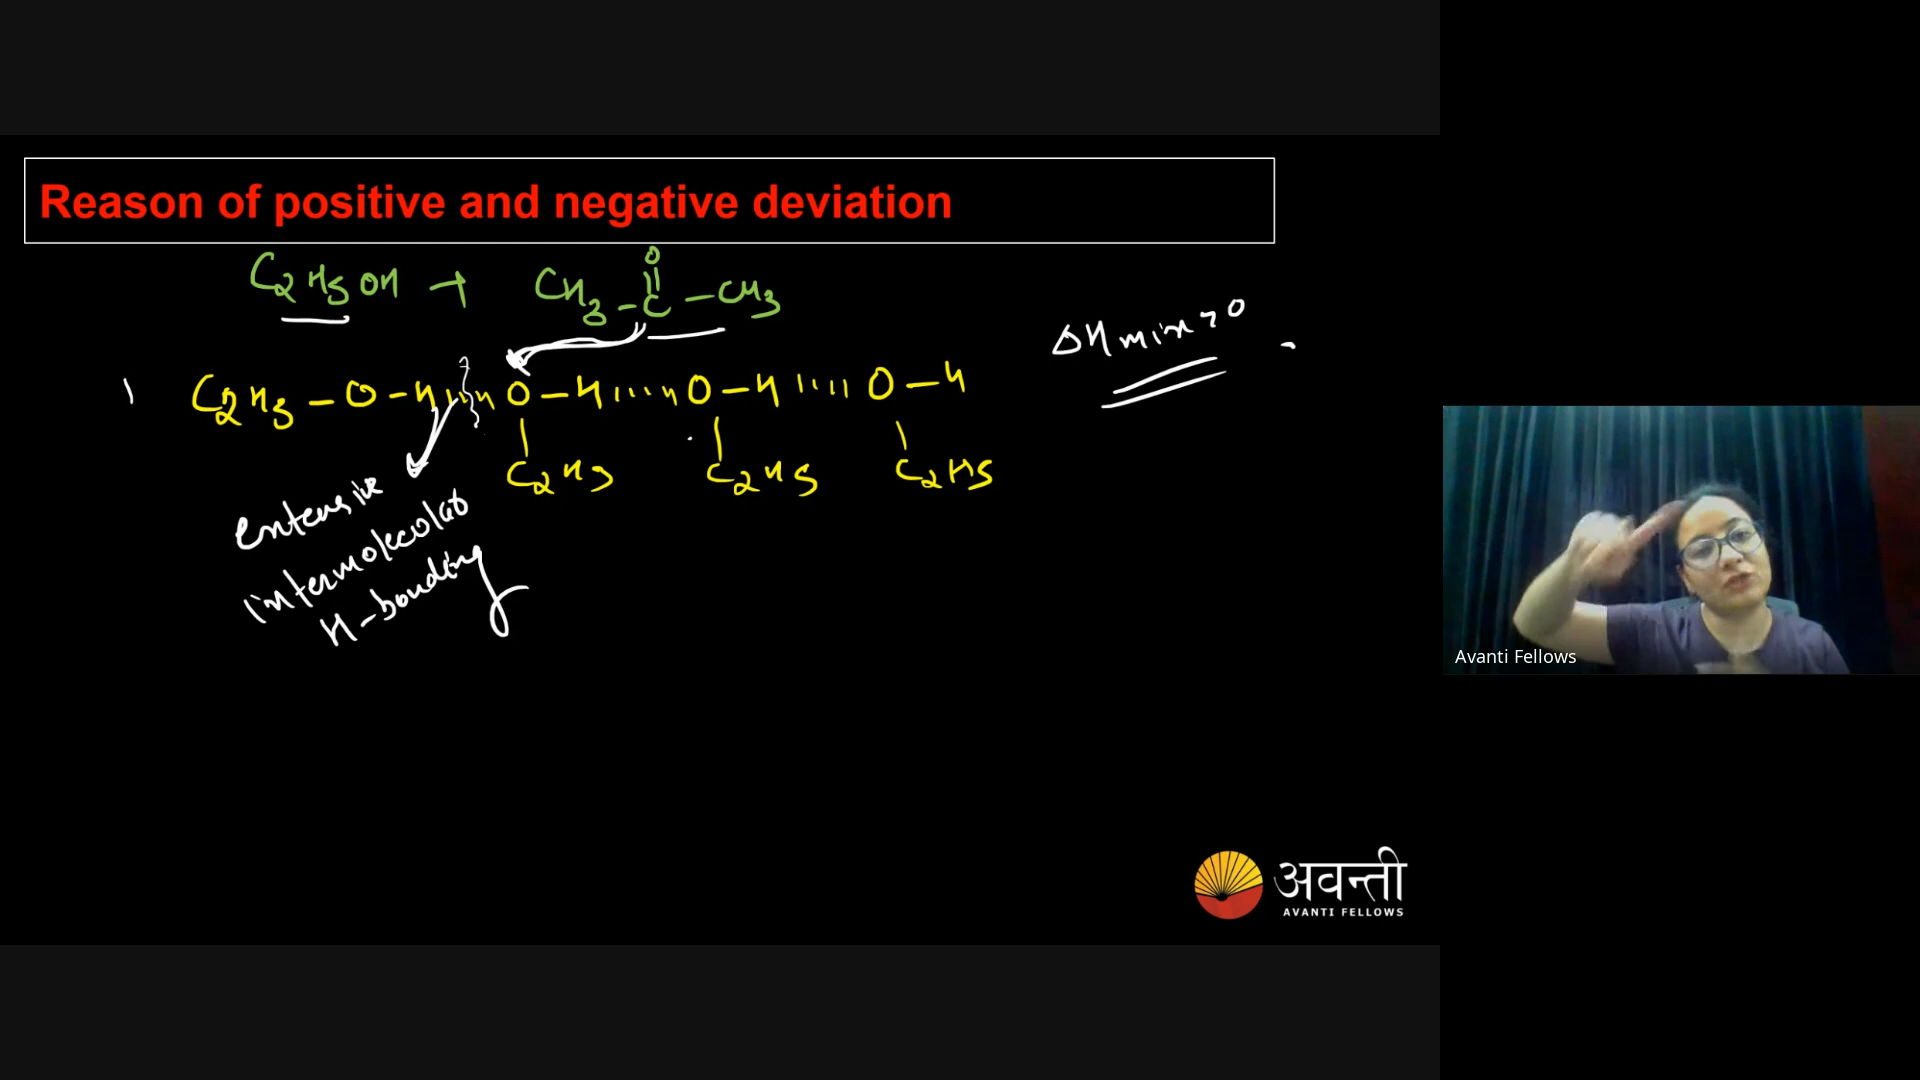 Reason of positive and negative deviation
C2H5OH + CH3-C-CH3
O
ΔHmix>0
C2H5-O-H O-H O-H O-H
C2H5 C2H5 C2H5
extensive
intermolecular
H-bonding
Avanti Fellows
अवन्ती
AVANTI FELLOWS